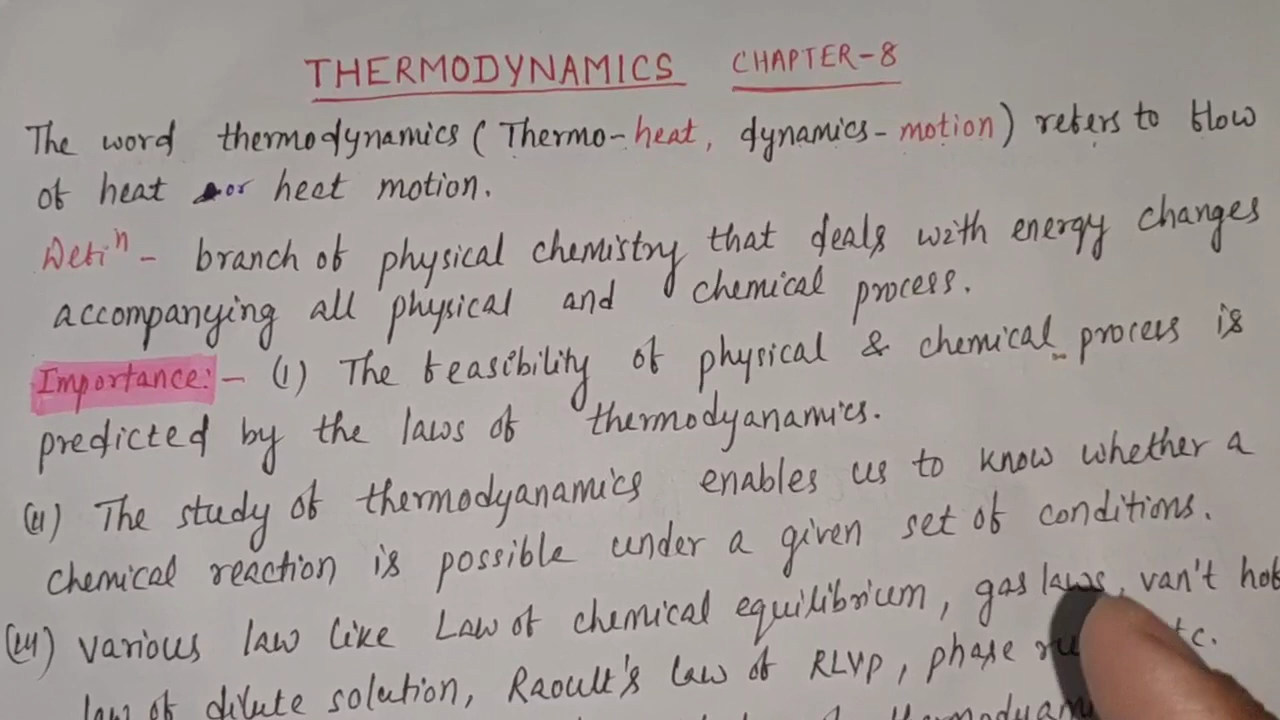 THERMODYNAMICS CHAPTER-8
The word thermodynamics (Thermo-heat, dynamics-motion) refers to flow
of heat or heet motion.
Defiⁿ - branch of physical chemistry that deals with energy changes
accompanying all physical and chemical process.
Importance:- (i) The feasibility of physical & chemical process is
predicted by the laws of thermodyanamics.
(ii) The study of thermodyanamics enables us to know whether a
chemical reaction is possible under a given set of conditions.
(iii) various law like Law of chemical equilibrium, gas laws, van't
law of dilute solution, Raoult's law of RLVP, phase